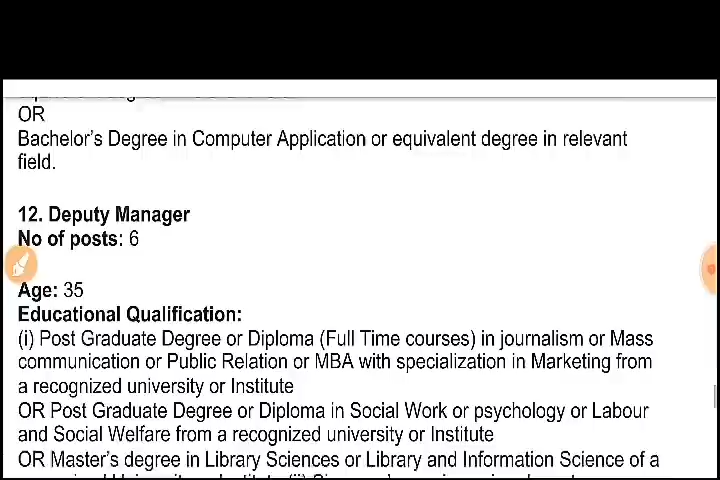 OR
Bachelor's Degree in Computer Application or equivalent degree in relevant
field.
12. Deputy Manager
No of posts: 6
Age: 35
Educational Qualification:
(i) Post Graduate Degree or Diploma (Full Time courses) in journalism or Mass
communication or Public Relation or MBA with specialization in Marketing from
a recognized university or Institute
OR Post Graduate Degree or Diploma in Social Work or psychology or Labour
and Social Welfare from a recognized university or Institute
OR Master's degree in Library Sciences or Library and Information Science of a